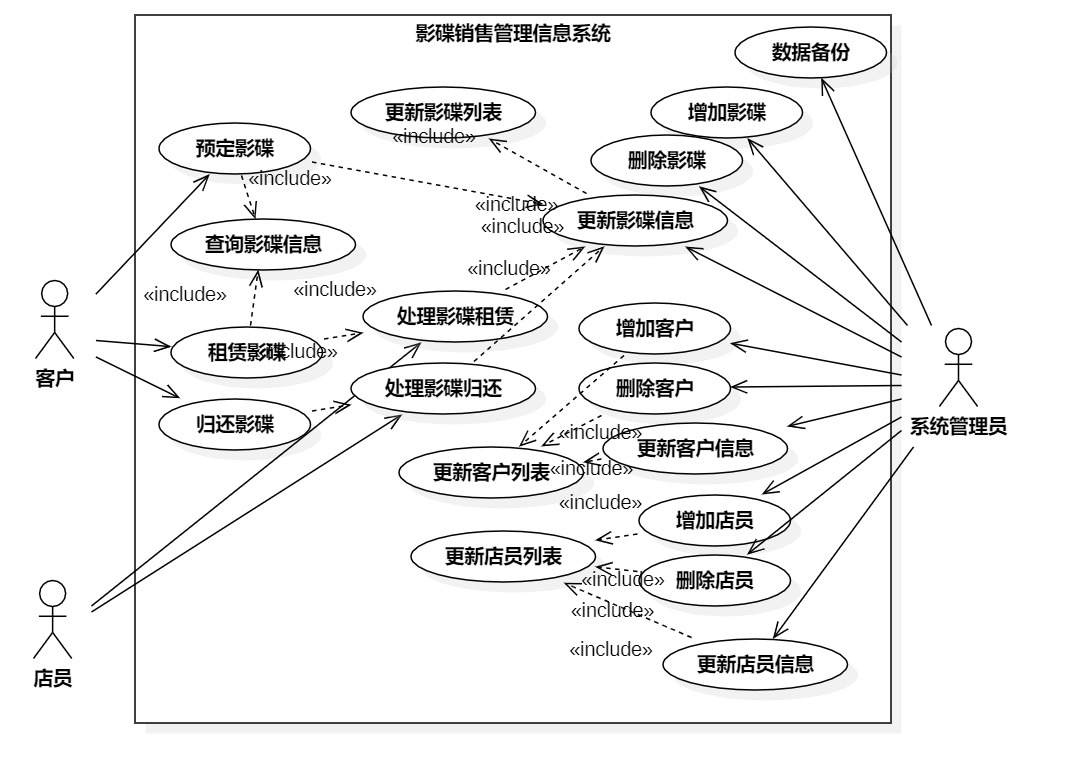 影碟销售管理信息系统
数据备份
更新影碟列表
增加影碟
«include»
预定影碟
删除影碟
«include»
«include»
更新影碟信息
«include»
查询影碟信息
«include»
«include»
«include»
处理影碟租赁
增加客户
租赁影碟
«include»
客户
处理影碟归还
删除客户
归还影碟
系统管理员
«include»
更新客户信息
更新客户列表
«include»
«include»
增加店员
更新店员列表
«include»
删除店员
«include»
«include»
更新店员信息
店员